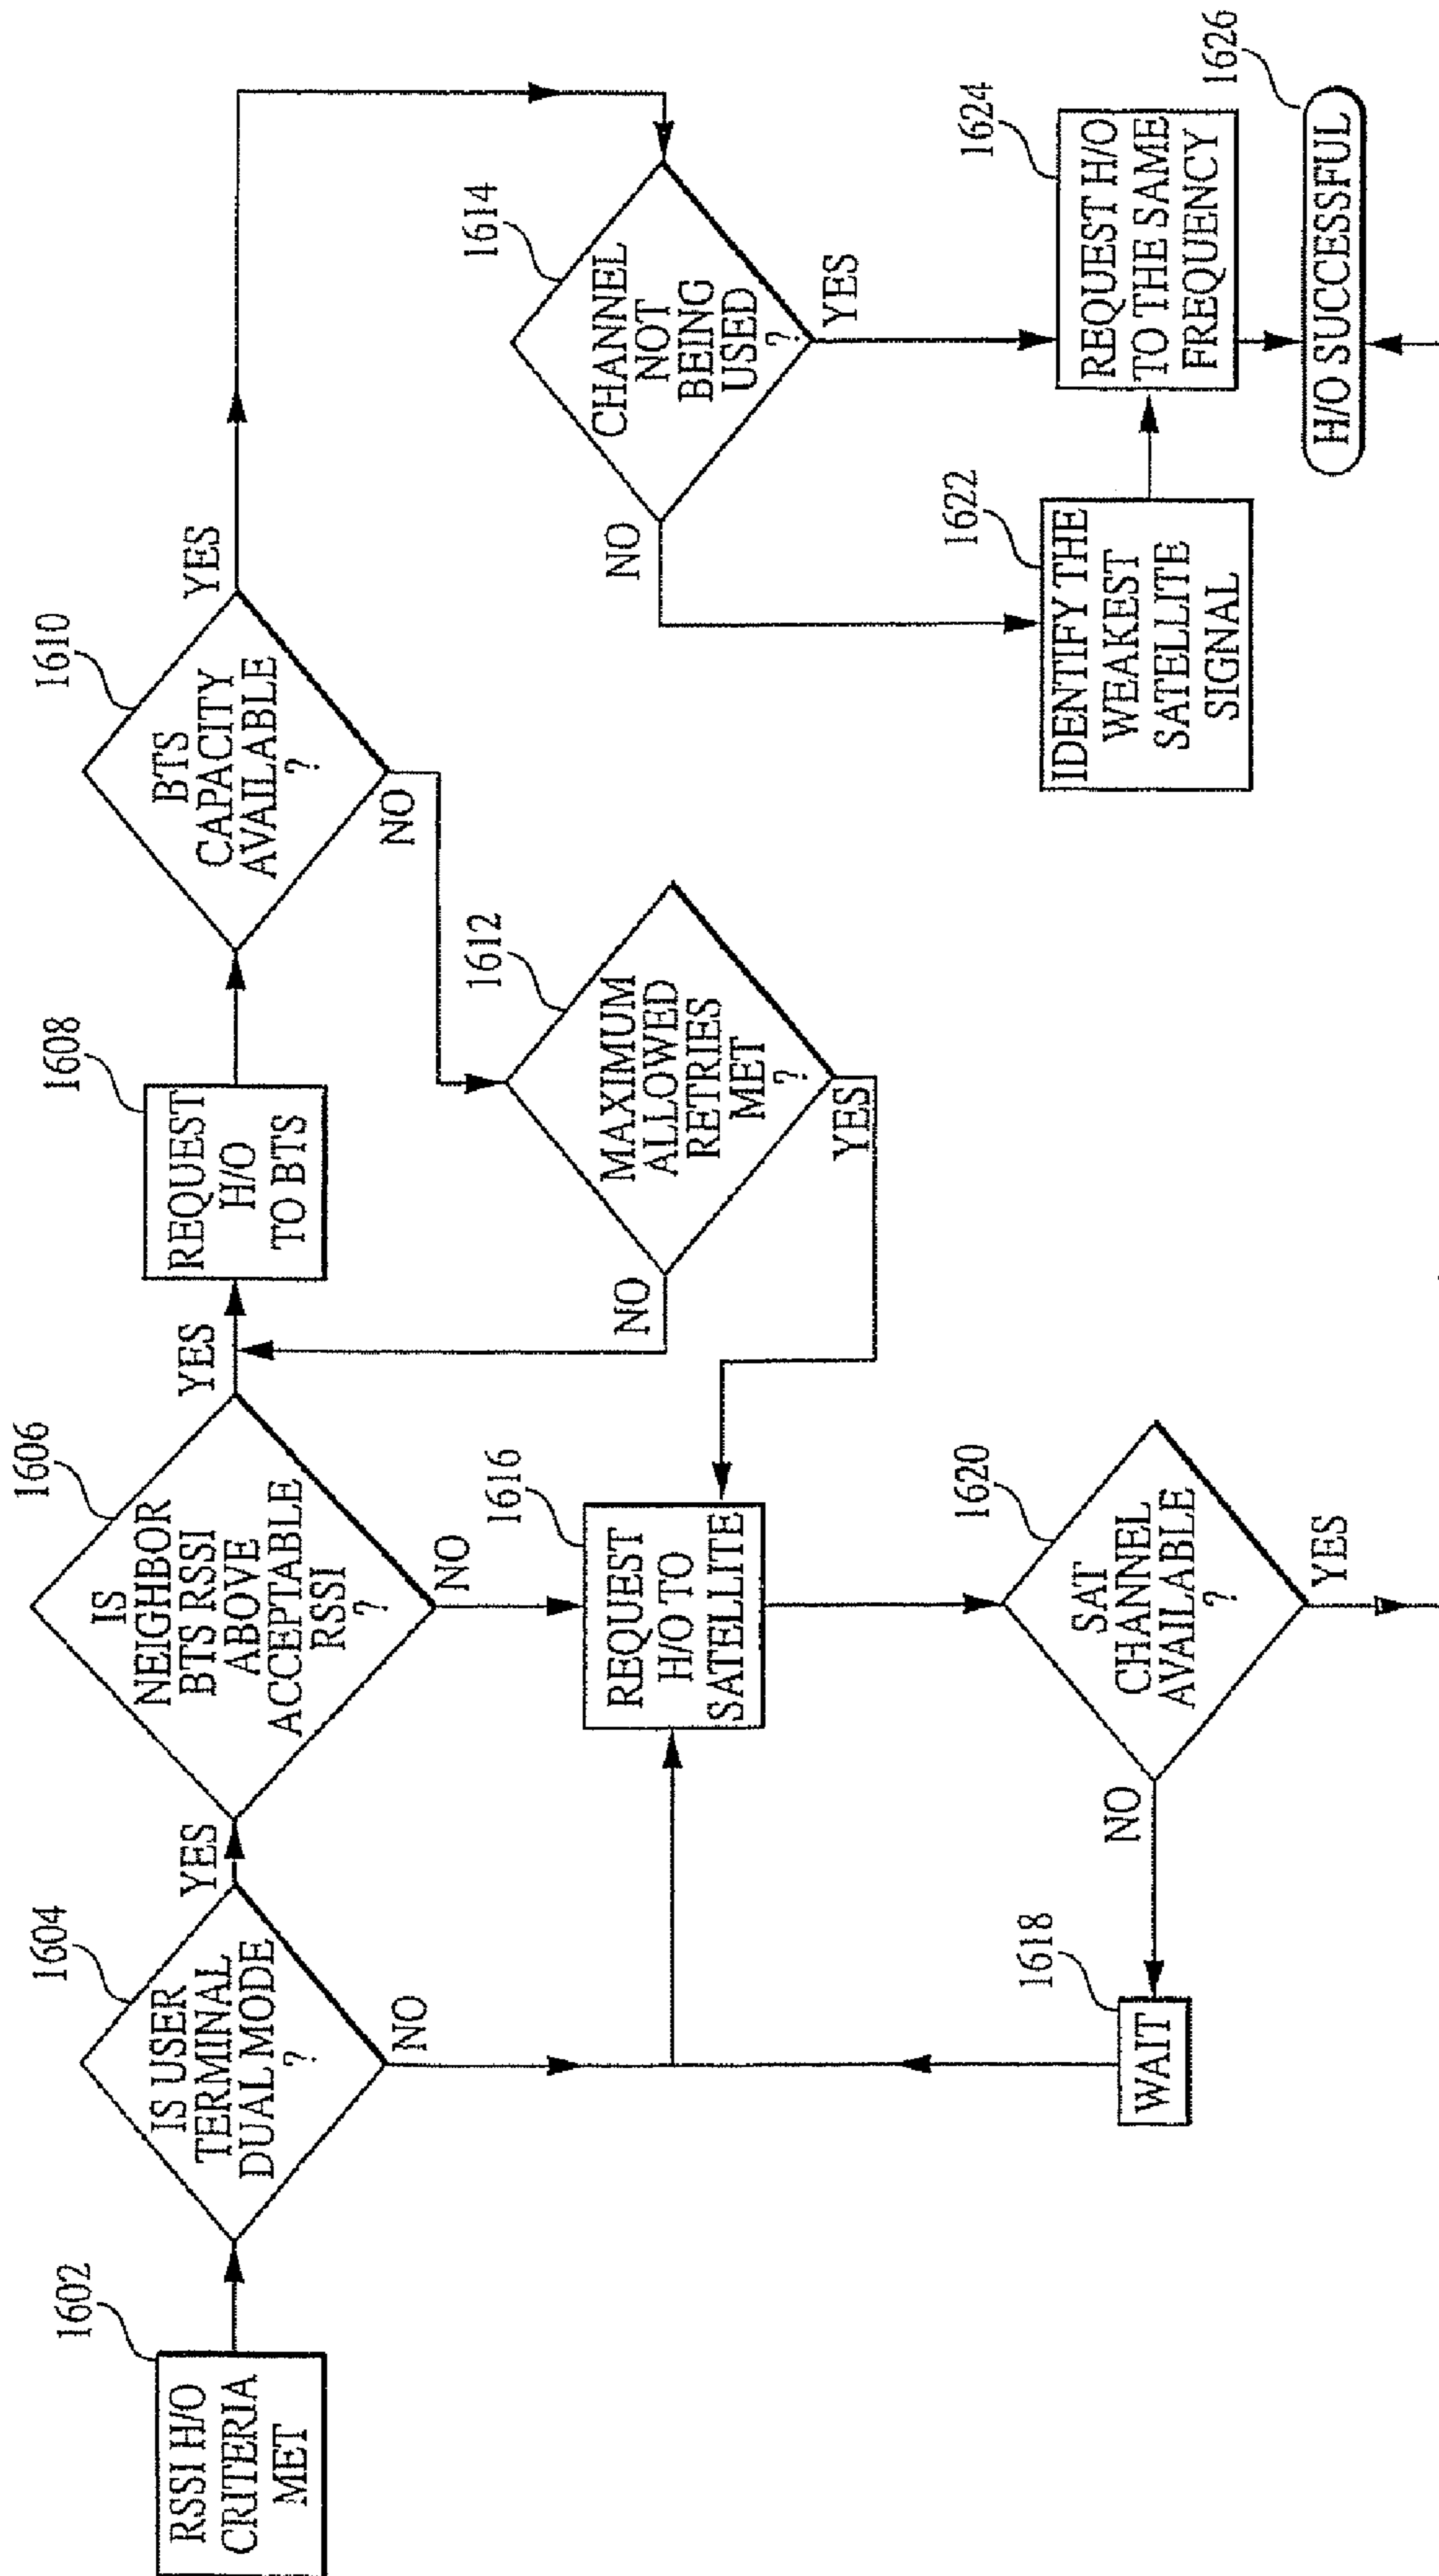 1602
RSSI H/O
CRITERIA
MET
1604
IS USER
TERMINAL
DUAL MODE
?
YES
NO
1606
IS
NEIGHBOR
BTS RSSI
ABOVE
ACCEPTABLE
RSSI
?
YES
NO
1608
REQUEST
H/O
TO BTS
1610
BTS
CAPACITY
AVAILABLE
?
YES
NO
1612
MAXIMUM
ALLOWED
RETRIES
MET
?
NO
YES
1614
CHANNEL
NOT
BEING
USED
?
NO
YES
1616
REQUEST
H/O TO
SATELLITE
1618
WAIT
1620
SAT
CHANNEL
AVAILABLE
?
NO
YES
1622
IDENTIFY THE
WEAKEST
SATELLITE
SIGNAL
1624
REQUEST H/O
TO THE SAME
FREQUENCY
1626
H/O SUCCESSFUL